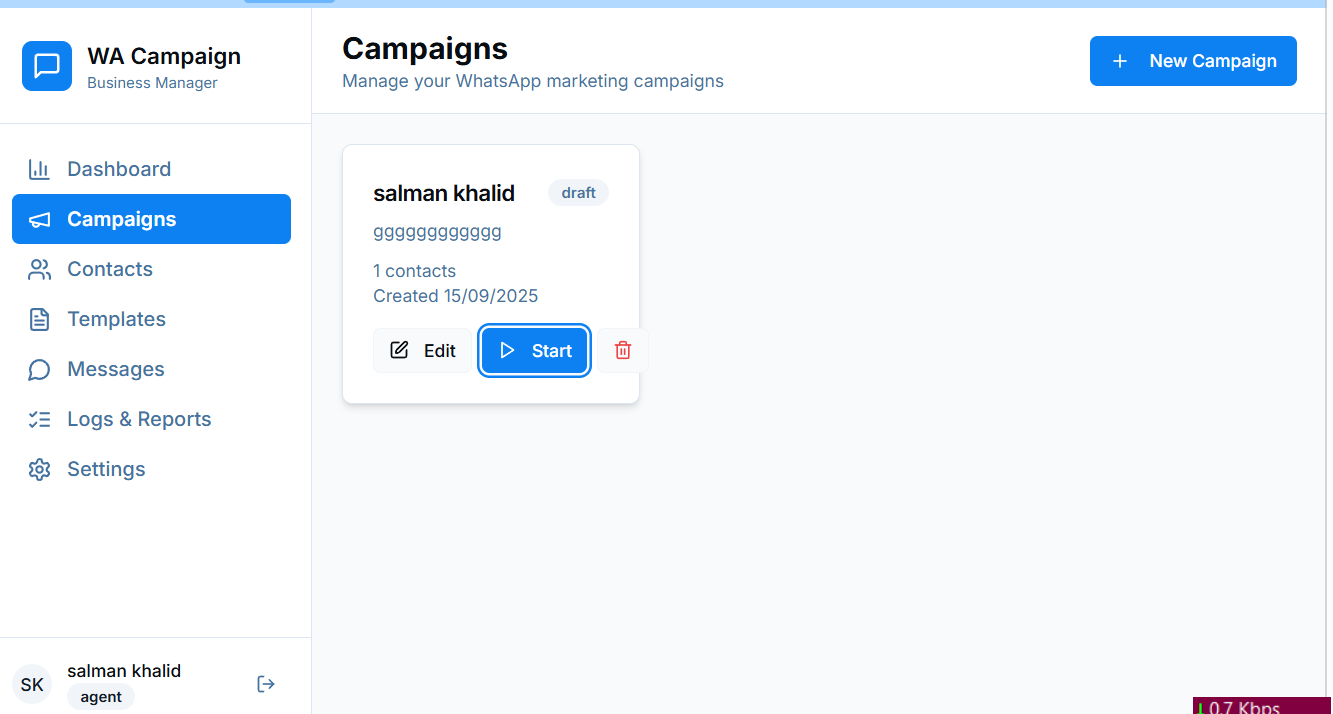 WA Campaign
Business Manager
Dashboard
Campaigns
Contacts
Templates
Messages
Logs & Reports
Settings
SK
salman khalid
agent
Campaigns
Manage your WhatsApp marketing campaigns
New Campaign
salman khalid draft
gggggggggggg
1 contacts
Created 15/09/2025
Edit Start
0.7 Kbps